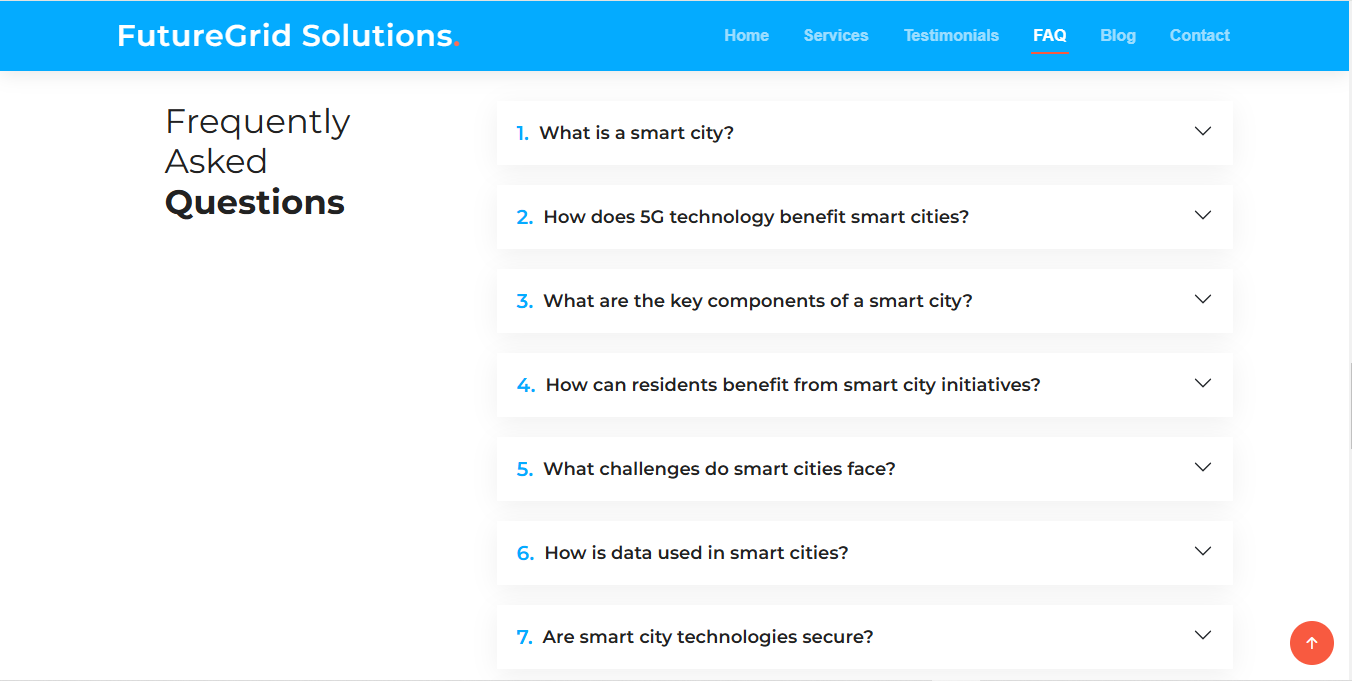 FutureGrid Solutions.
Home Services Testimonials FAQ Blog Contact
Frequently
Asked
Questions
1. What is a smart city?
2. How does 5G technology benefit smart cities?
3. What are the key components of a smart city?
4. How can residents benefit from smart city initiatives?
5. What challenges do smart cities face?
6. How is data used in smart cities?
7. Are smart city technologies secure?